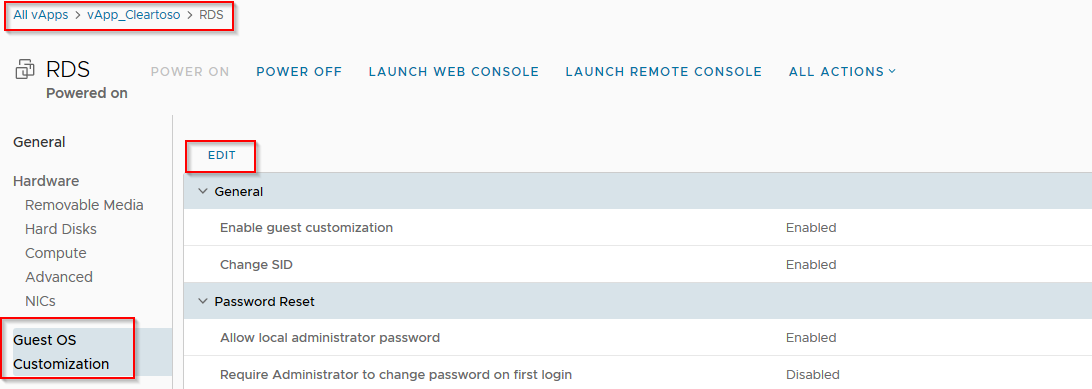 All vApps > vApp_Cleartoso > RDS
RDS POWER ON POWER OFF LAUNCH WEB CONSOLE LAUNCH REMOTE CONSOLE ALL ACTIONS
Powered on
General
Hardware
Removable Media
Hard Disks
Compute
Advanced
NICs
Guest OS
Customization
EDIT
General
Enable guest customization Enabled
Change SID Enabled
Password Reset
Allow local administrator password Enabled
Require Administrator to change password on first login Disabled